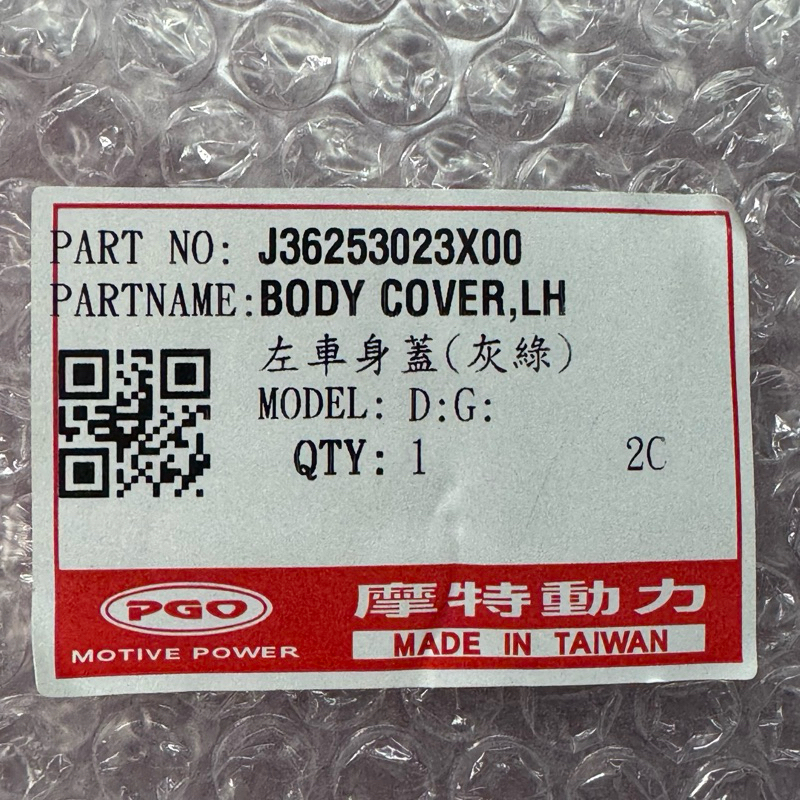 PART NO: J36253023X00
PARTNAME:BODY COVER,LH
左車身蓋(灰綠)
MODEL: D:G:
QTY: 1 2C
PGO
MOTIVE POWER
摩特動力
MADE IN TAIWAN